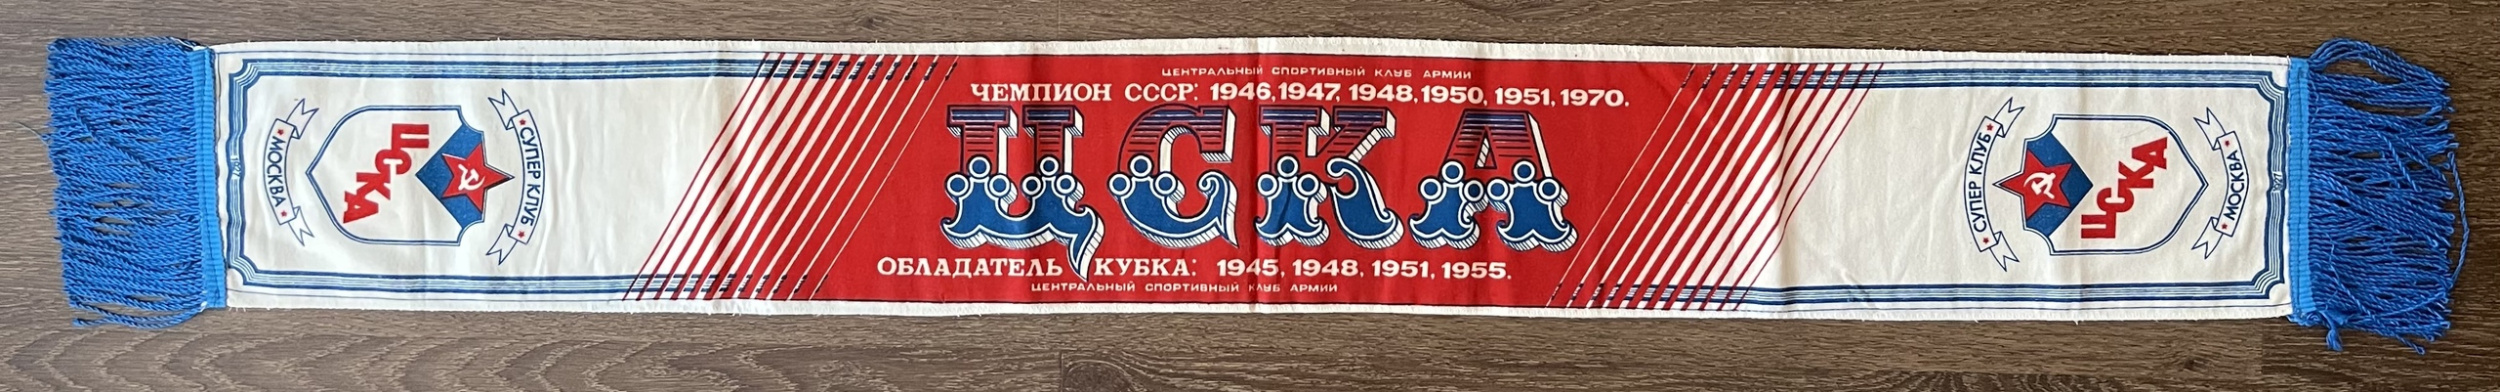 СУПЕР КЛУБ
ЦСКА
МОСКВА
ЦЕНТРАЛЬНЫЙ СПОРТИВНЫЙ КЛУБ АРМИИ
ЧЕМПИОН СССР: 1946, 1947, 1948, 1950, 1951, 1970.
ЦСКА
ОБЛАДАТЕЛЬ КУБКА: 1945, 1948, 1951, 1955.
ЦЕНТРАЛЬНЫЙ СПОРТИВНЫЙ КЛУБ АРМИИ
СУПЕР КЛУБ
ЦСКА
МОСКВА